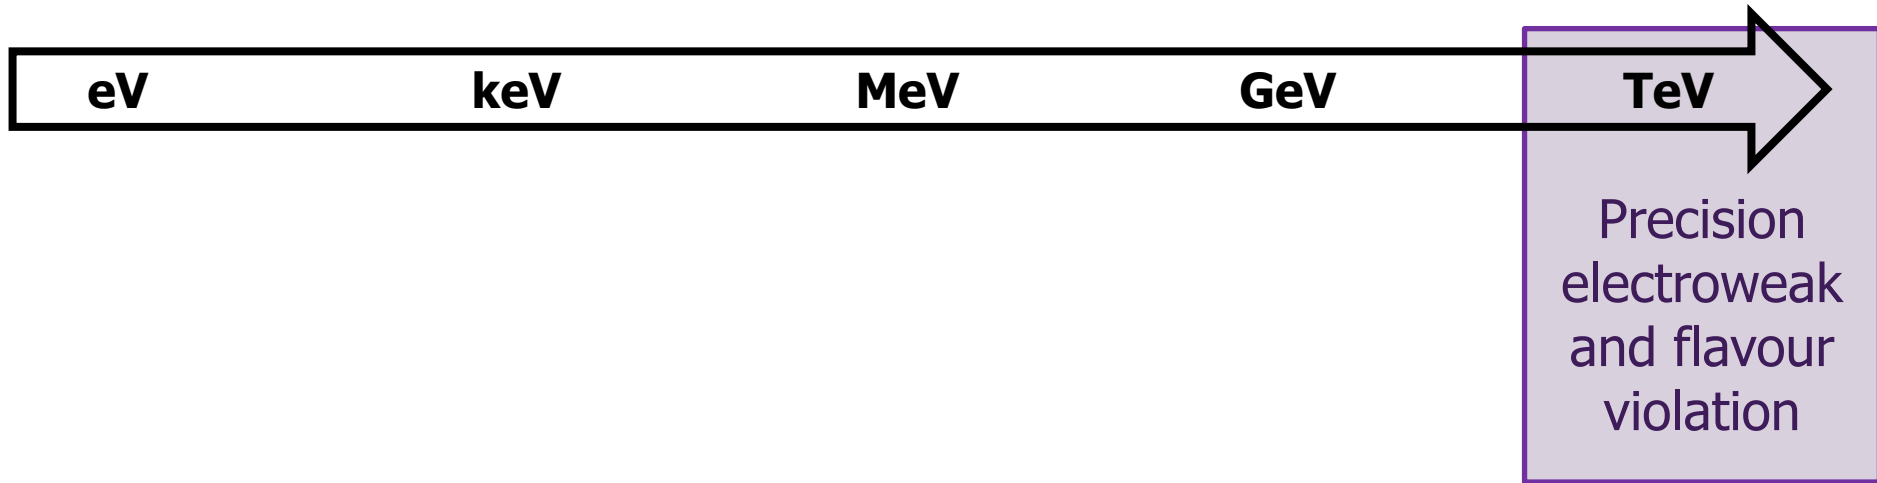 eV keV MeV GeV TeV
Precision
electroweak
and flavour
violation